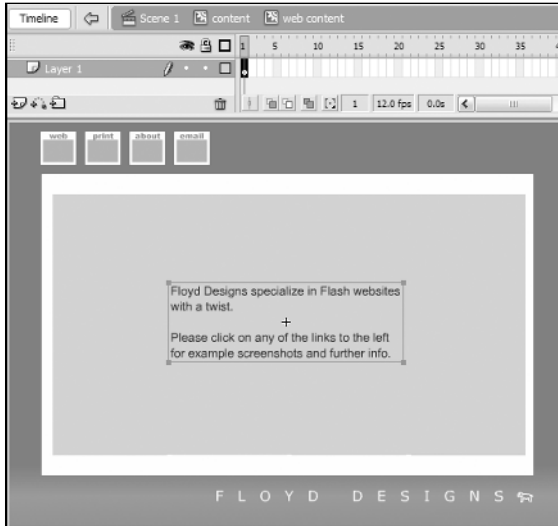 Timeline Scene 1 content web content
1 5 10 15 20 25 30 35
Layer 1
1 12.0 fps 0.0s
web print about email
Floyd Designs specialize in Flash websites
with a twist.
Please click on any of the links to the left
for example screenshots and further info.
FLOYD DESIGNS